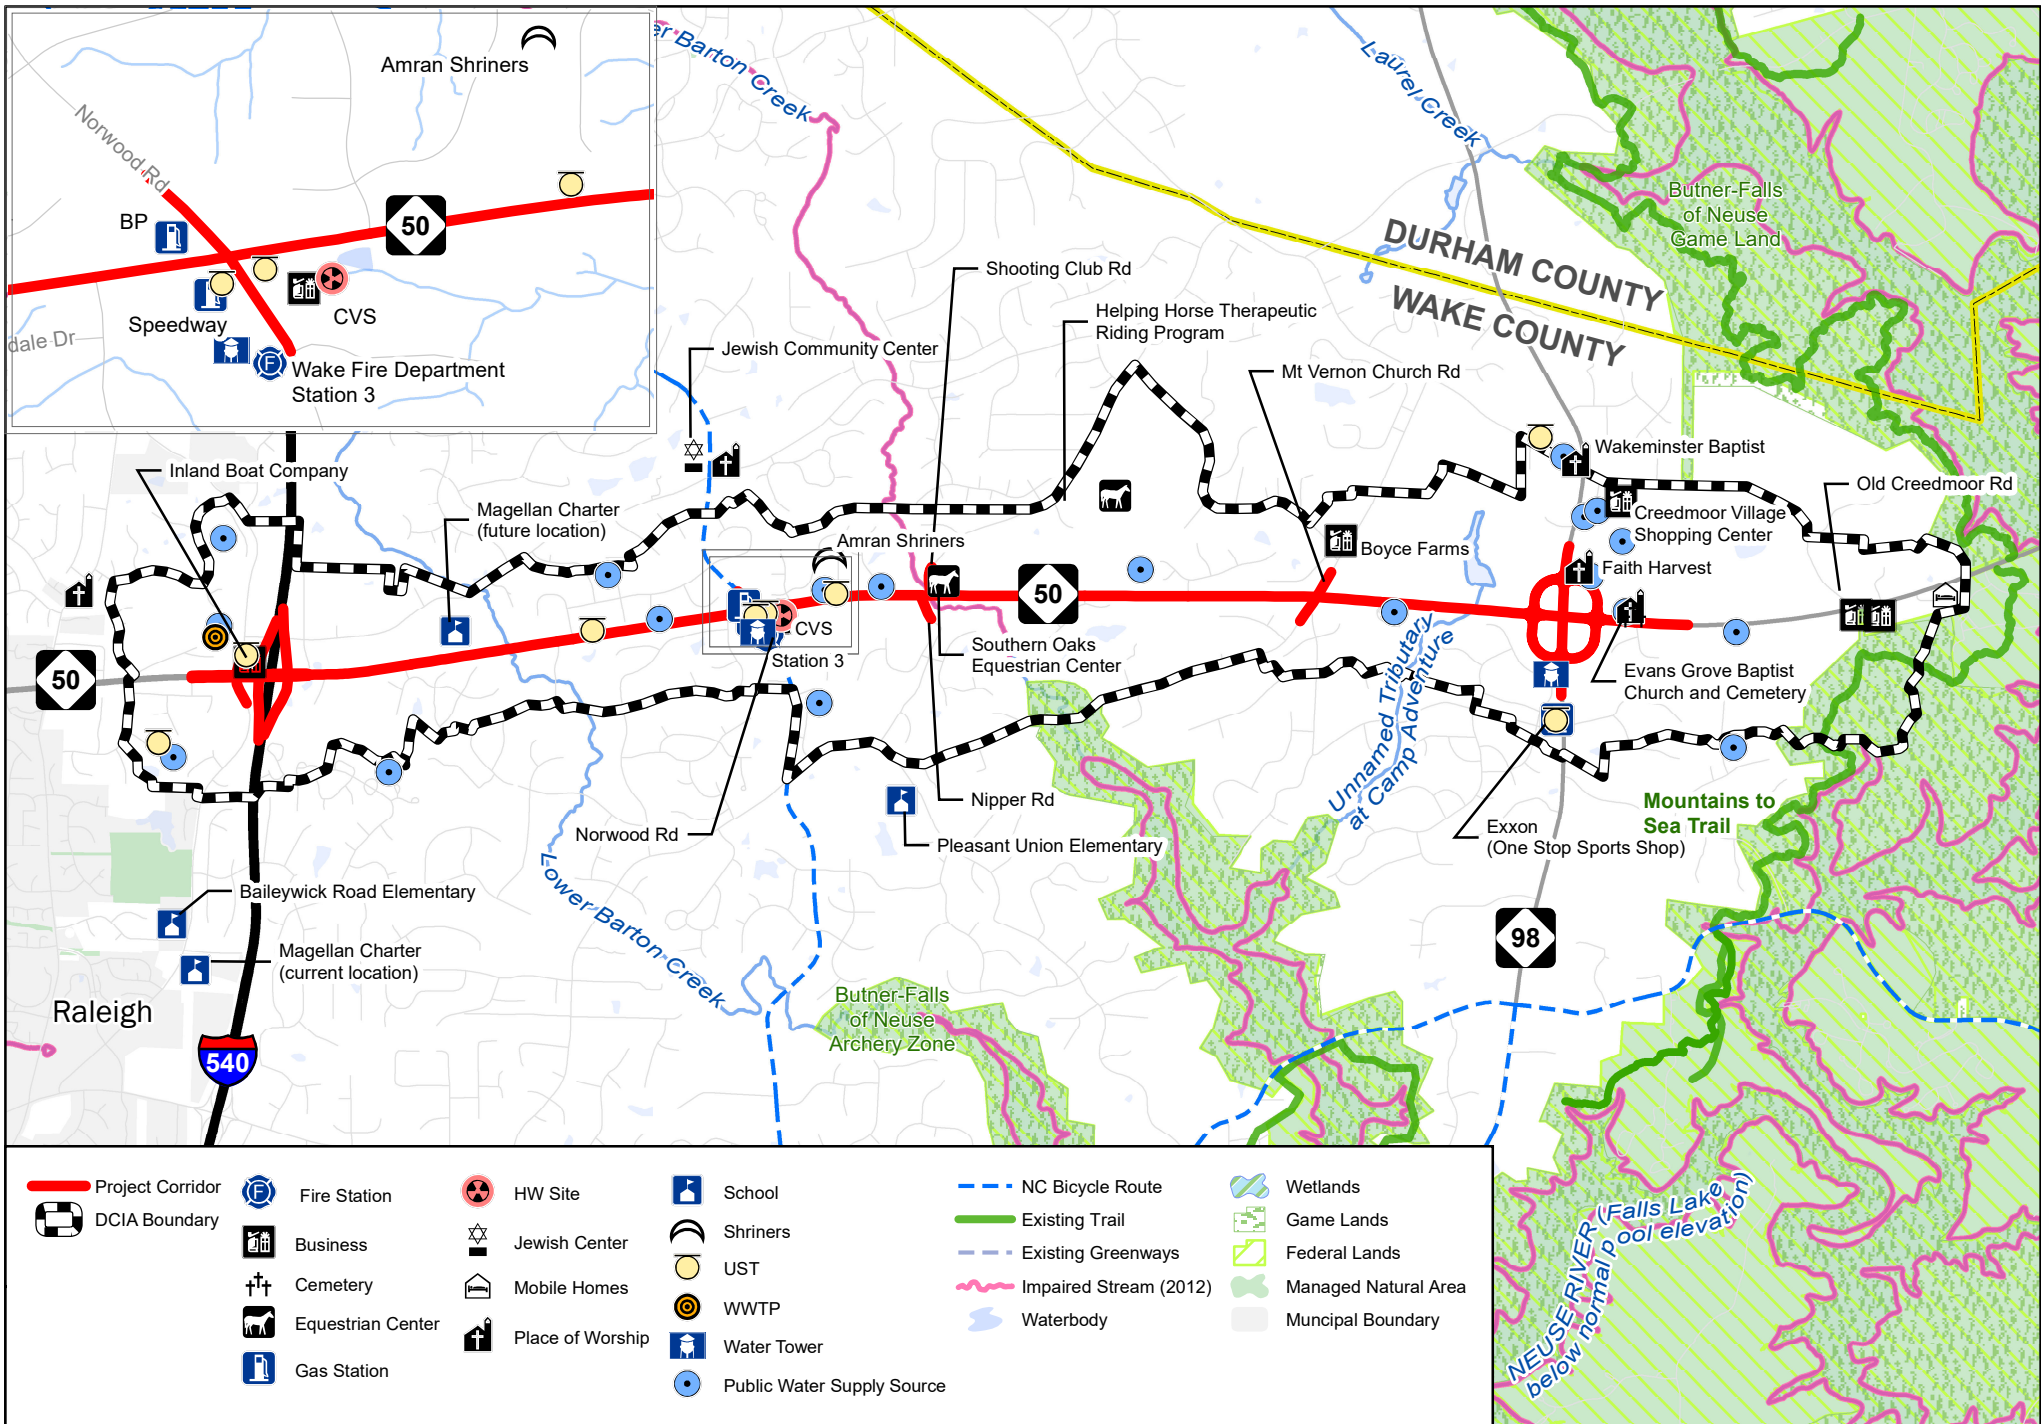 Amran Shriners
Norwood Rd
BP
50
Speedway
CVS
dale Dr
Wake Fire Department
Station 3
er Barton Creek
Laurel Creek
Butner-Falls
of Neuse
Game Land
DURHAM COUNTY
WAKE COUNTY
Shooting Club Rd
Helping Horse Therapeutic
Riding Program
Jewish Community Center
Mt Vernon Church Rd
Inland Boat Company
Magellan Charter
(future location)
Wakeminster Baptist
Old Creedmoor Rd
Creedmoor Village
Shopping Center
Amran Shriners
Boyce Farms
Faith Harvest
50
50
CVS
Station 3
Southern Oaks
Equestrian Center
Evans Grove Baptist
Church and Cemetery
Unnamed Tributary
at Camp Adventure
Nipper Rd
Norwood Rd
Pleasant Union Elementary
Exxon
(One Stop Sports Shop)
Mountains to
Sea Trail
Lower Barton Creek
Baileywick Road Elementary
Magellan Charter
(current location)
98
Raleigh
540
Butner-Falls
of Neuse
Archery Zone
NEUSE RIVER (Falls Lake
below normal pool elevation)
Project Corridor
DCIA Boundary
F
Fire Station
Business
Cemetery
Equestrian Center
Gas Station
HW Site
Jewish Center
Mobile Homes
Place of Worship
School
Shriners
UST
WWTP
Water Tower
Public Water Supply Source
NC Bicycle Route
Existing Trail
Existing Greenways
Impaired Stream (2012)
Waterbody
Wetlands
Game Lands
Federal Lands
Managed Natural Area
Muncipal Boundary